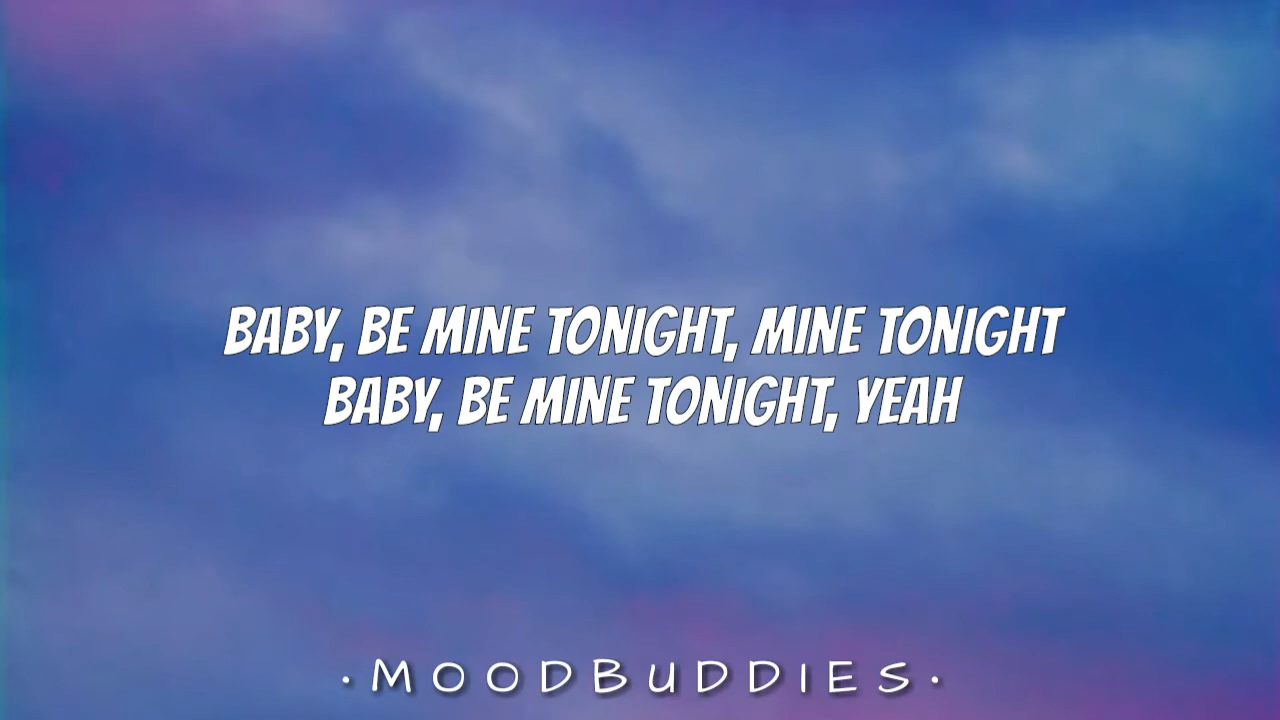 BABY, BE MINE TONIGHT, MINE TONIGHT
BABY, BE MINE TONIGHT, YEAH
·MOODBUDDIES·